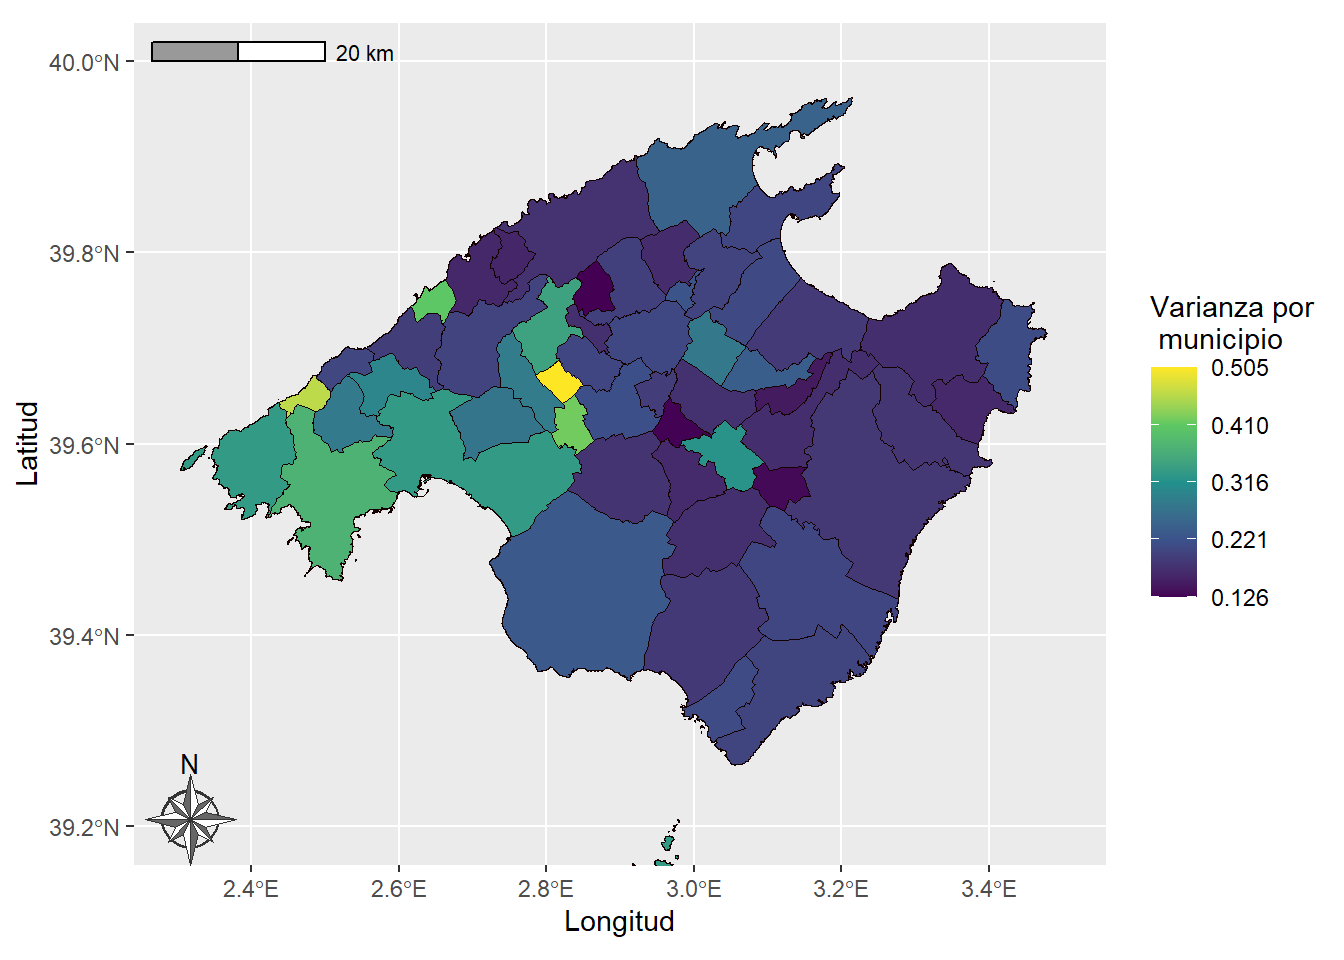 20 km
40.0°N
39.8°N
39.6°N
39.4°N
39.2°N
Latitud
N
2.4°E
2.6°E
2.8°E
3.0°E
3.2°E
3.4°E
Longitud
Varianza por
municipio
0.505
0.410
0.316
0.221
0.126